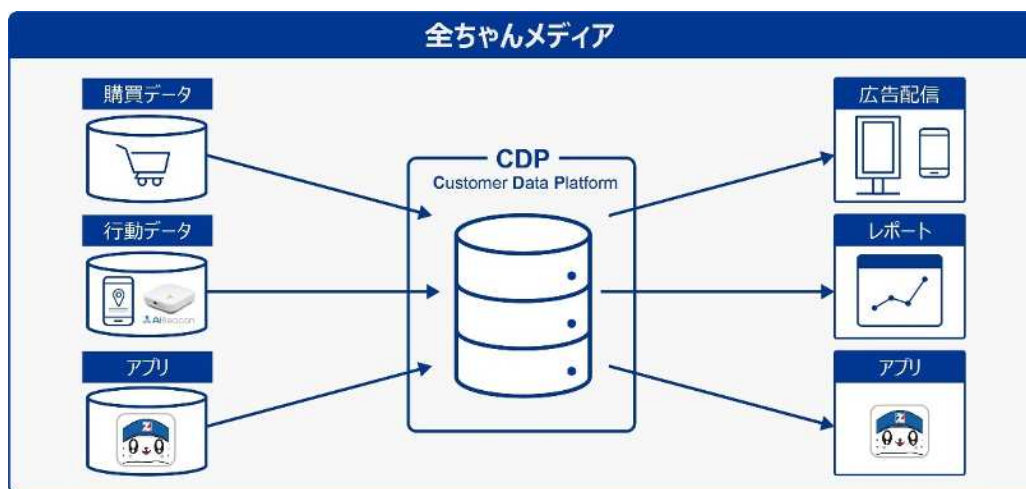 全ちゃんメディア
購買データ
行動データ
AiBeacon
アプリ
CDP
Customer Data Platform
広告配信
レポート
アプリ